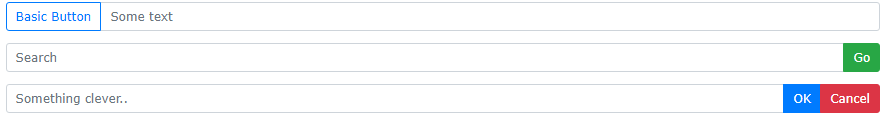 Basic Button Some text
Search Go
Something clever.. OK Cancel